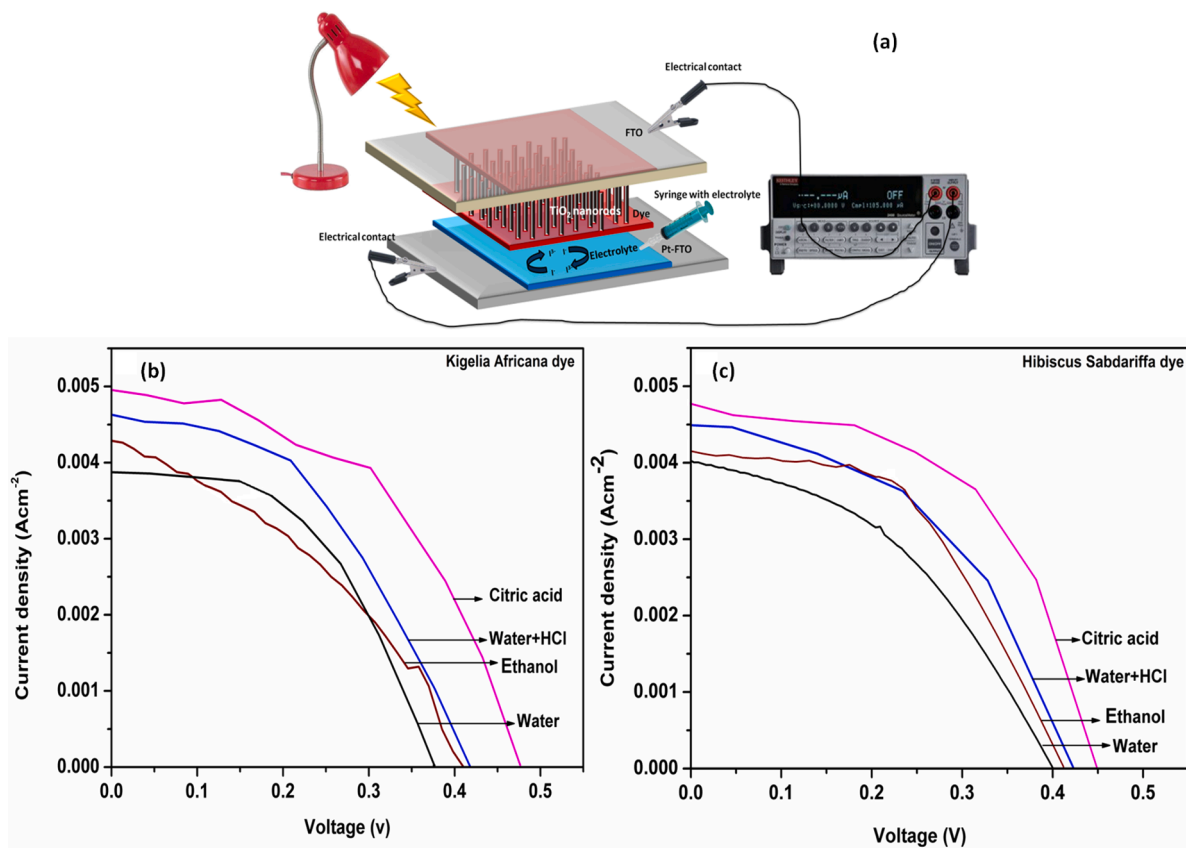 (a)
Electrical contact
FTO
Syringe with electrolyte
TiO₂ nanorods
Dye
Electrical contact
Electrolyte
Pt-FTO
OFF
(b)
Kigelia Africana dye
Current density (Acm⁻²)
0.005
0.004
0.003
0.002
0.001
0.000
Citric acid
Water+HCl
Ethanol
Water
0.0 0.1 0.2 0.3 0.4 0.5
Voltage (v)
(c)
Hibiscus Sabdariffa dye
Current density (Acm⁻²)
0.005
0.004
0.003
0.002
0.001
0.000
Citric acid
Water+HCl
Ethanol
Water
0.0 0.1 0.2 0.3 0.4 0.5
Voltage (V)